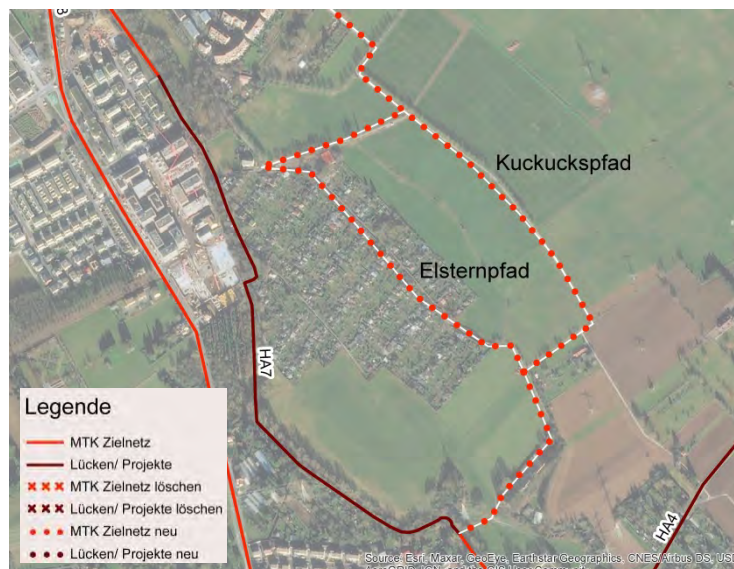 Kuckuckspfad
Elsternpfad
HA7
HA4
Legende
MTK Zielnetz
Lücken/ Projekte
MTK Zielnetz löschen
Lücken/ Projekte löschen
MTK Zielnetz neu
Lücken/ Projekte neu
Source: Esri, Maxar, GeoEye, Earthstar Geographics, CNES/Airbus DS,